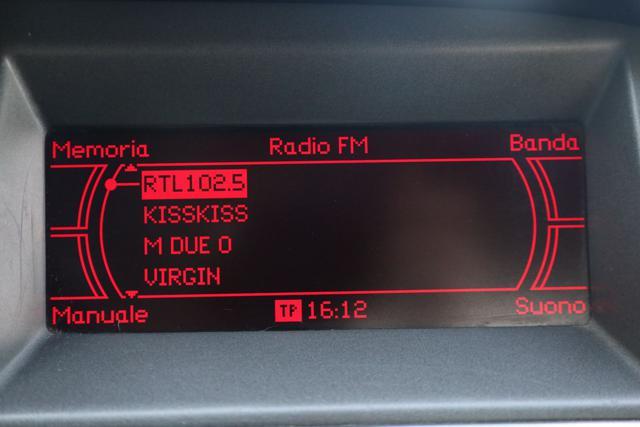 Memoria Radio FM Banda
RTL102.5
KISSKISS
M DUE O
VIRGIN
Manuale TP 16:12 Suono